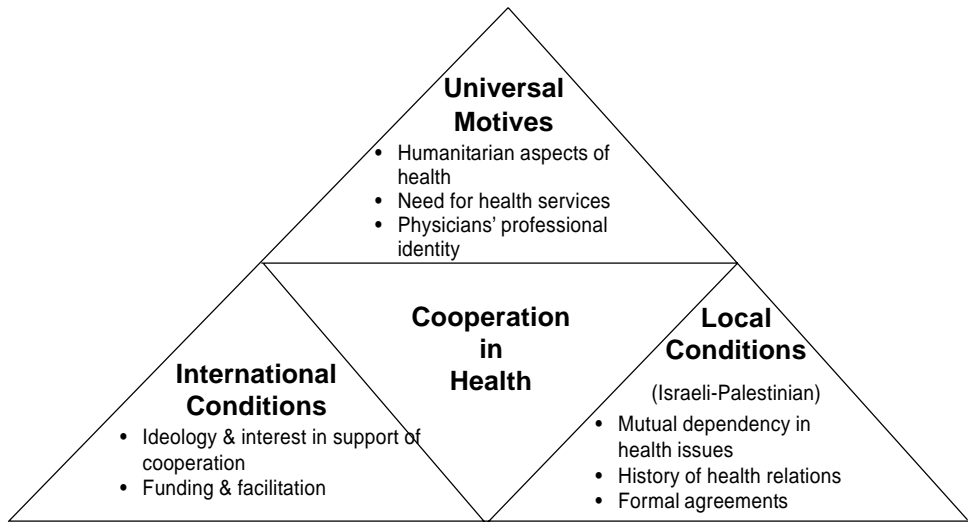 Universal
Motives
• Humanitarian aspects of
health
• Need for health services
• Physicians’ professional
identity
Cooperation
in
Health
International
Conditions
• Ideology & interest in support of
cooperation
• Funding & facilitation
Local
Conditions
(Israeli-Palestinian)
• Mutual dependency in
health issues
• History of health relations
• Formal agreements